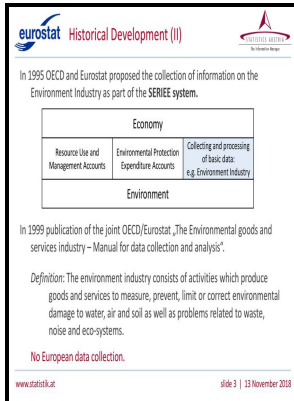 eurostat Historical Development (II)
STATISTICS AUSTRIA
The Information Manager
In 1995 OECD and Eurostat proposed the collection of information on the
Environment Industry as part of the SERIEE system.
Economy
Resource Use and
Management Accounts
Environmental Protection
Expenditure Accounts
Collecting and processing
of basic data:
e.g. Environment Industry
Environment
In 1999 publication of the joint OECD/Eurostat „The Environmental goods and
services industry – Manual for data collection and analysis“.
Definition: The environment industry consists of activities which produce
goods and services to measure, prevent, limit or correct environmental
damage to water, air and soil as well as problems related to waste,
noise and eco-systems.
No European data collection.
www.statistik.at slide 3 | 13 November 2018